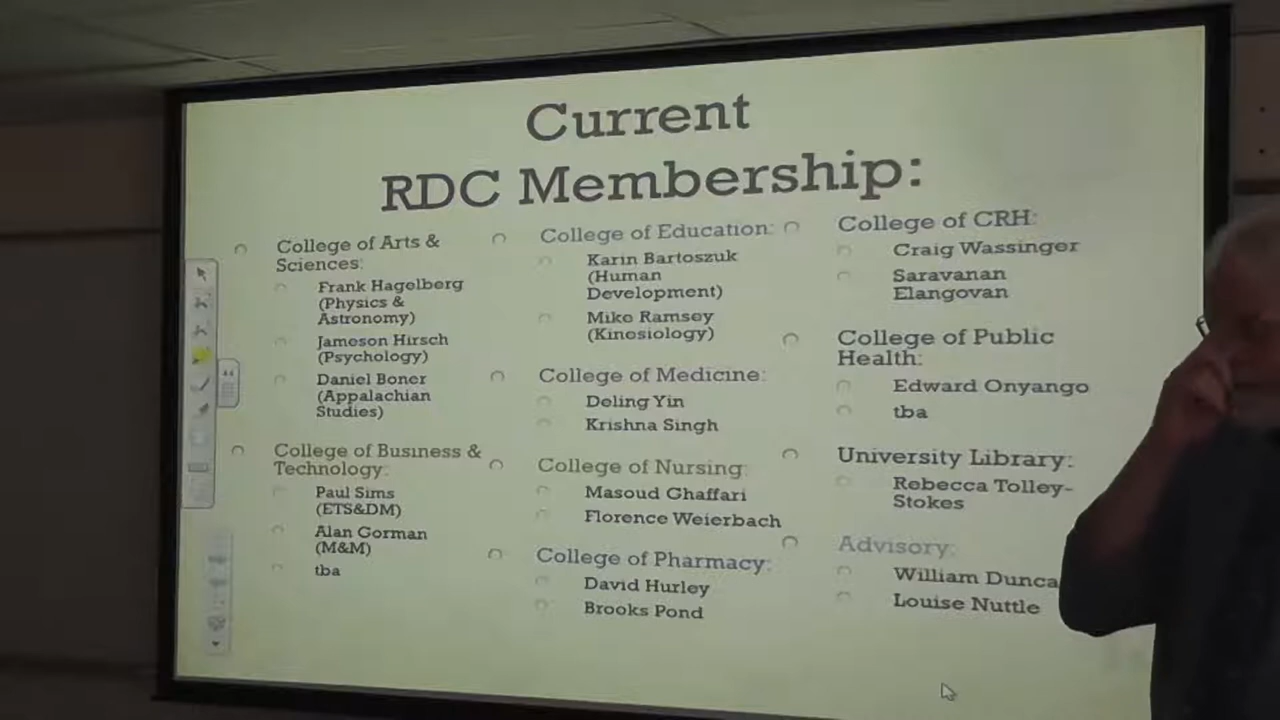 Current
RDC Membership:
College of Arts &
Sciences:
Frank Hagelberg
(Physics &
Astronomy)
Jameson Hirsch
(Psychology)
Daniel Boner
(Appalachian
Studies)
College of Business &
Technology:
Paul Sims
(ETS&DM)
Alan Gorman
(M&M)
tba
College of Education:
Karin Bartoszuk
(Human
Development)
Mike Ramsey
(Kinesiology)
College of Medicine:
Deling Yin
Krishna Singh
College of Nursing:
Masoud Ghaffari
Florence Weierbach
College of Pharmacy:
David Hurley
Brooks Pond
College of CRH:
Craig Wassinger
Saravanan
Elangovan
College of Public
Health:
Edward Onyango
tba
University Library:
Rebecca Tolley-
Stokes
Advisory:
William Dunca
Louise Nuttle